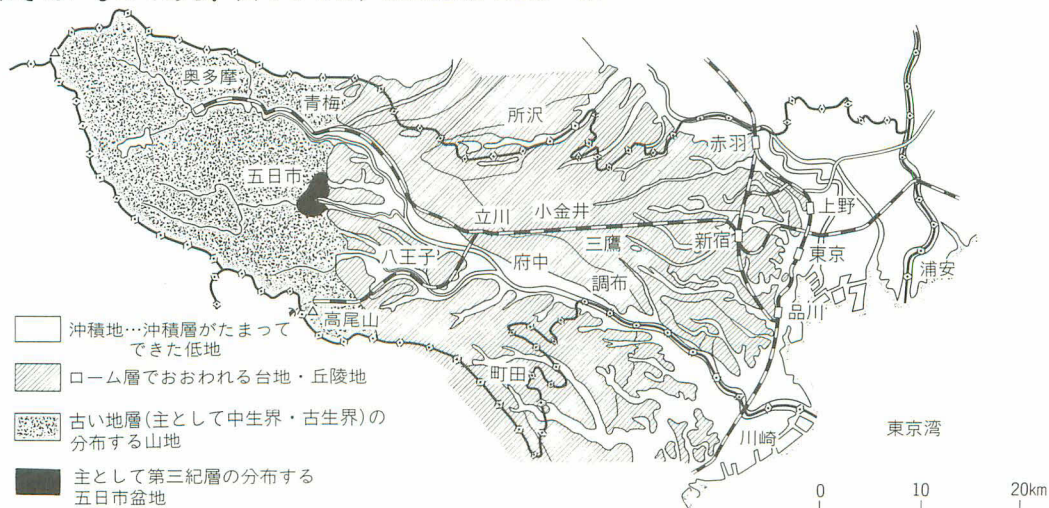 奥多摩
青梅
所沢
赤羽
五日市
上野
立川
小金井
新宿
三鷹
東京
八王子
府中
浦安
調布
品川
高尾山
町田
川崎
東京湾
沖積地…沖積層がたまって
できた低地
ローム層でおおわれる台地・丘陵地
古い地層(主として中生界・古生界)の
分布する山地
主として第三紀層の分布する
五日市盆地
0 10 20km